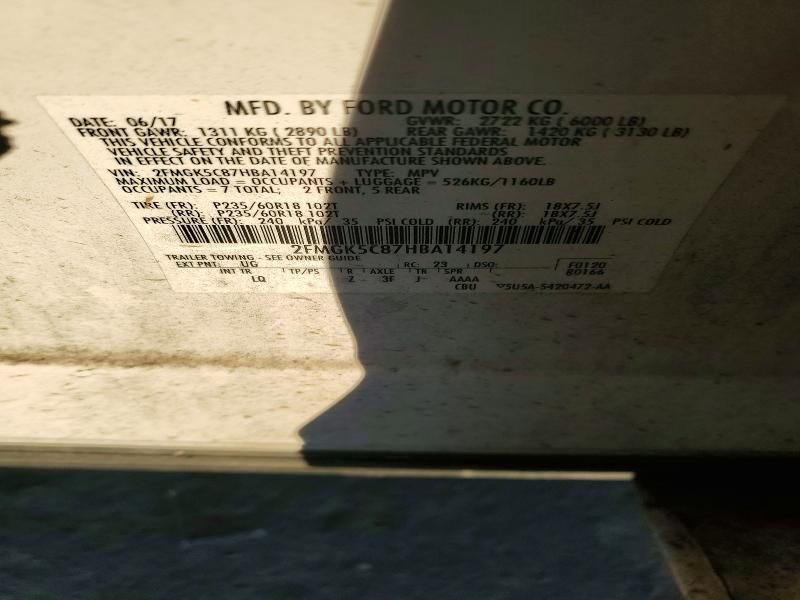 MFD. BY FORD MOTOR CO.
DATE: 06/17 GVWR: 2722 KG ( 6000 LB)
FRONT GAWR: 1311 KG ( 2890 LB) REAR GAWR: 1420 KG ( 3130 LB)
THIS VEHICLE CONFORMS TO ALL APPLICABLE FEDERAL MOTOR
VEHICLE SAFETY AND THEFT PREVENTION STANDARDS
IN EFFECT ON THE DATE OF MANUFACTURE SHOWN ABOVE.
VIN: 2FMGK5C87HBA14197 TYPE: MPV
MAXIMUM LOAD = OCCUPANTS + LUGGAGE = 526KG/1160LB
OCCUPANTS = 7 TOTAL, 2 FRONT, 5 REAR
TIRE (FR): P235/60R18 102T RIMS (FR): 18X7.5J
(RR): P235/60R18 102T (RR): 18X7.5J
PRESSURE (FR): 240 kPa/ 35 PSI COLD (RR): 240 kPa/ 35 PSI COLD
2FMGK5C87HBA14197
TRAILER TOWING - SEE OWNER GUIDE
EXT PNT: UG RC: 23 DSO: F0120
INT TR TP/PS R AXLE TR SPR B0166
LQ Z 3F J AAAA
CBU 5U5A-5420472-AA